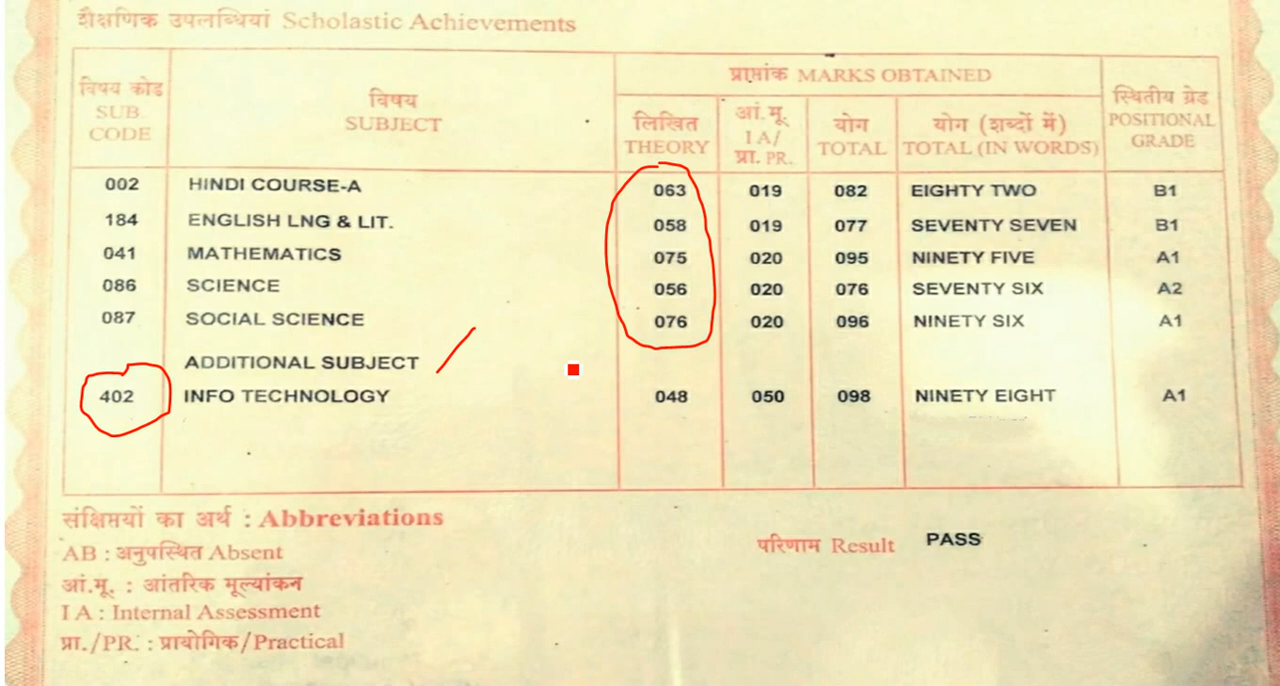 शैक्षणिक उपलब्धियां Scholastic Achievements
विषय कोड SUB. CODE विषय SUBJECT प्राप्तांक MARKS OBTAINED स्थितीय ग्रेड POSITIONAL GRADE
लिखित THEORY आं.मू. I A/ प्रा. PR. योग TOTAL योग (शब्दों में) TOTAL (IN WORDS)
002 HINDI COURSE-A 063 019 082 EIGHTY TWO B1
184 ENGLISH LNG & LIT. 058 019 077 SEVENTY SEVEN B1
041 MATHEMATICS 075 020 095 NINETY FIVE A1
086 SCIENCE 056 020 076 SEVENTY SIX A2
087 SOCIAL SCIENCE 076 020 096 NINETY SIX A1
ADDITIONAL SUBJECT
402 INFO TECHNOLOGY 048 050 098 NINETY EIGHT A1
संक्षिप्तियों का अर्थ : Abbreviations
AB : अनुपस्थित Absent
परिणाम Result PASS
आं.मू. : आंतरिक मूल्यांकन
I A : Internal Assessment
प्रा./PR. : प्रायोगिक/Practical